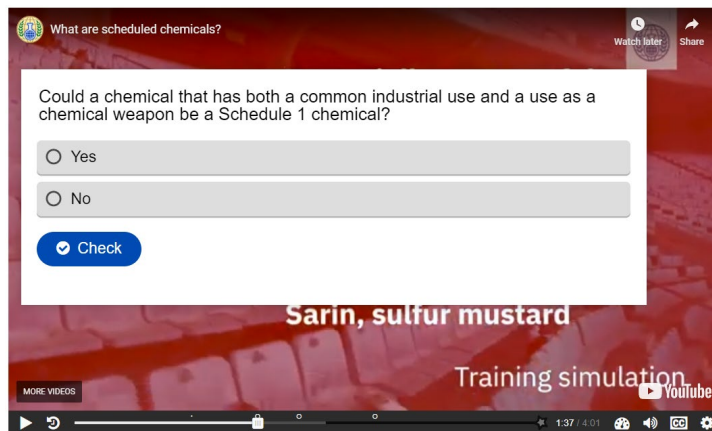 What are scheduled chemicals?
Watch later
Share
Could a chemical that has both a common industrial use and a use as a
chemical weapon be a Schedule 1 chemical?
Yes
No
Check
Sarin, sulfur mustard
Training simulation
MORE VIDEOS
YouTube
1:37 / 4:01
CC